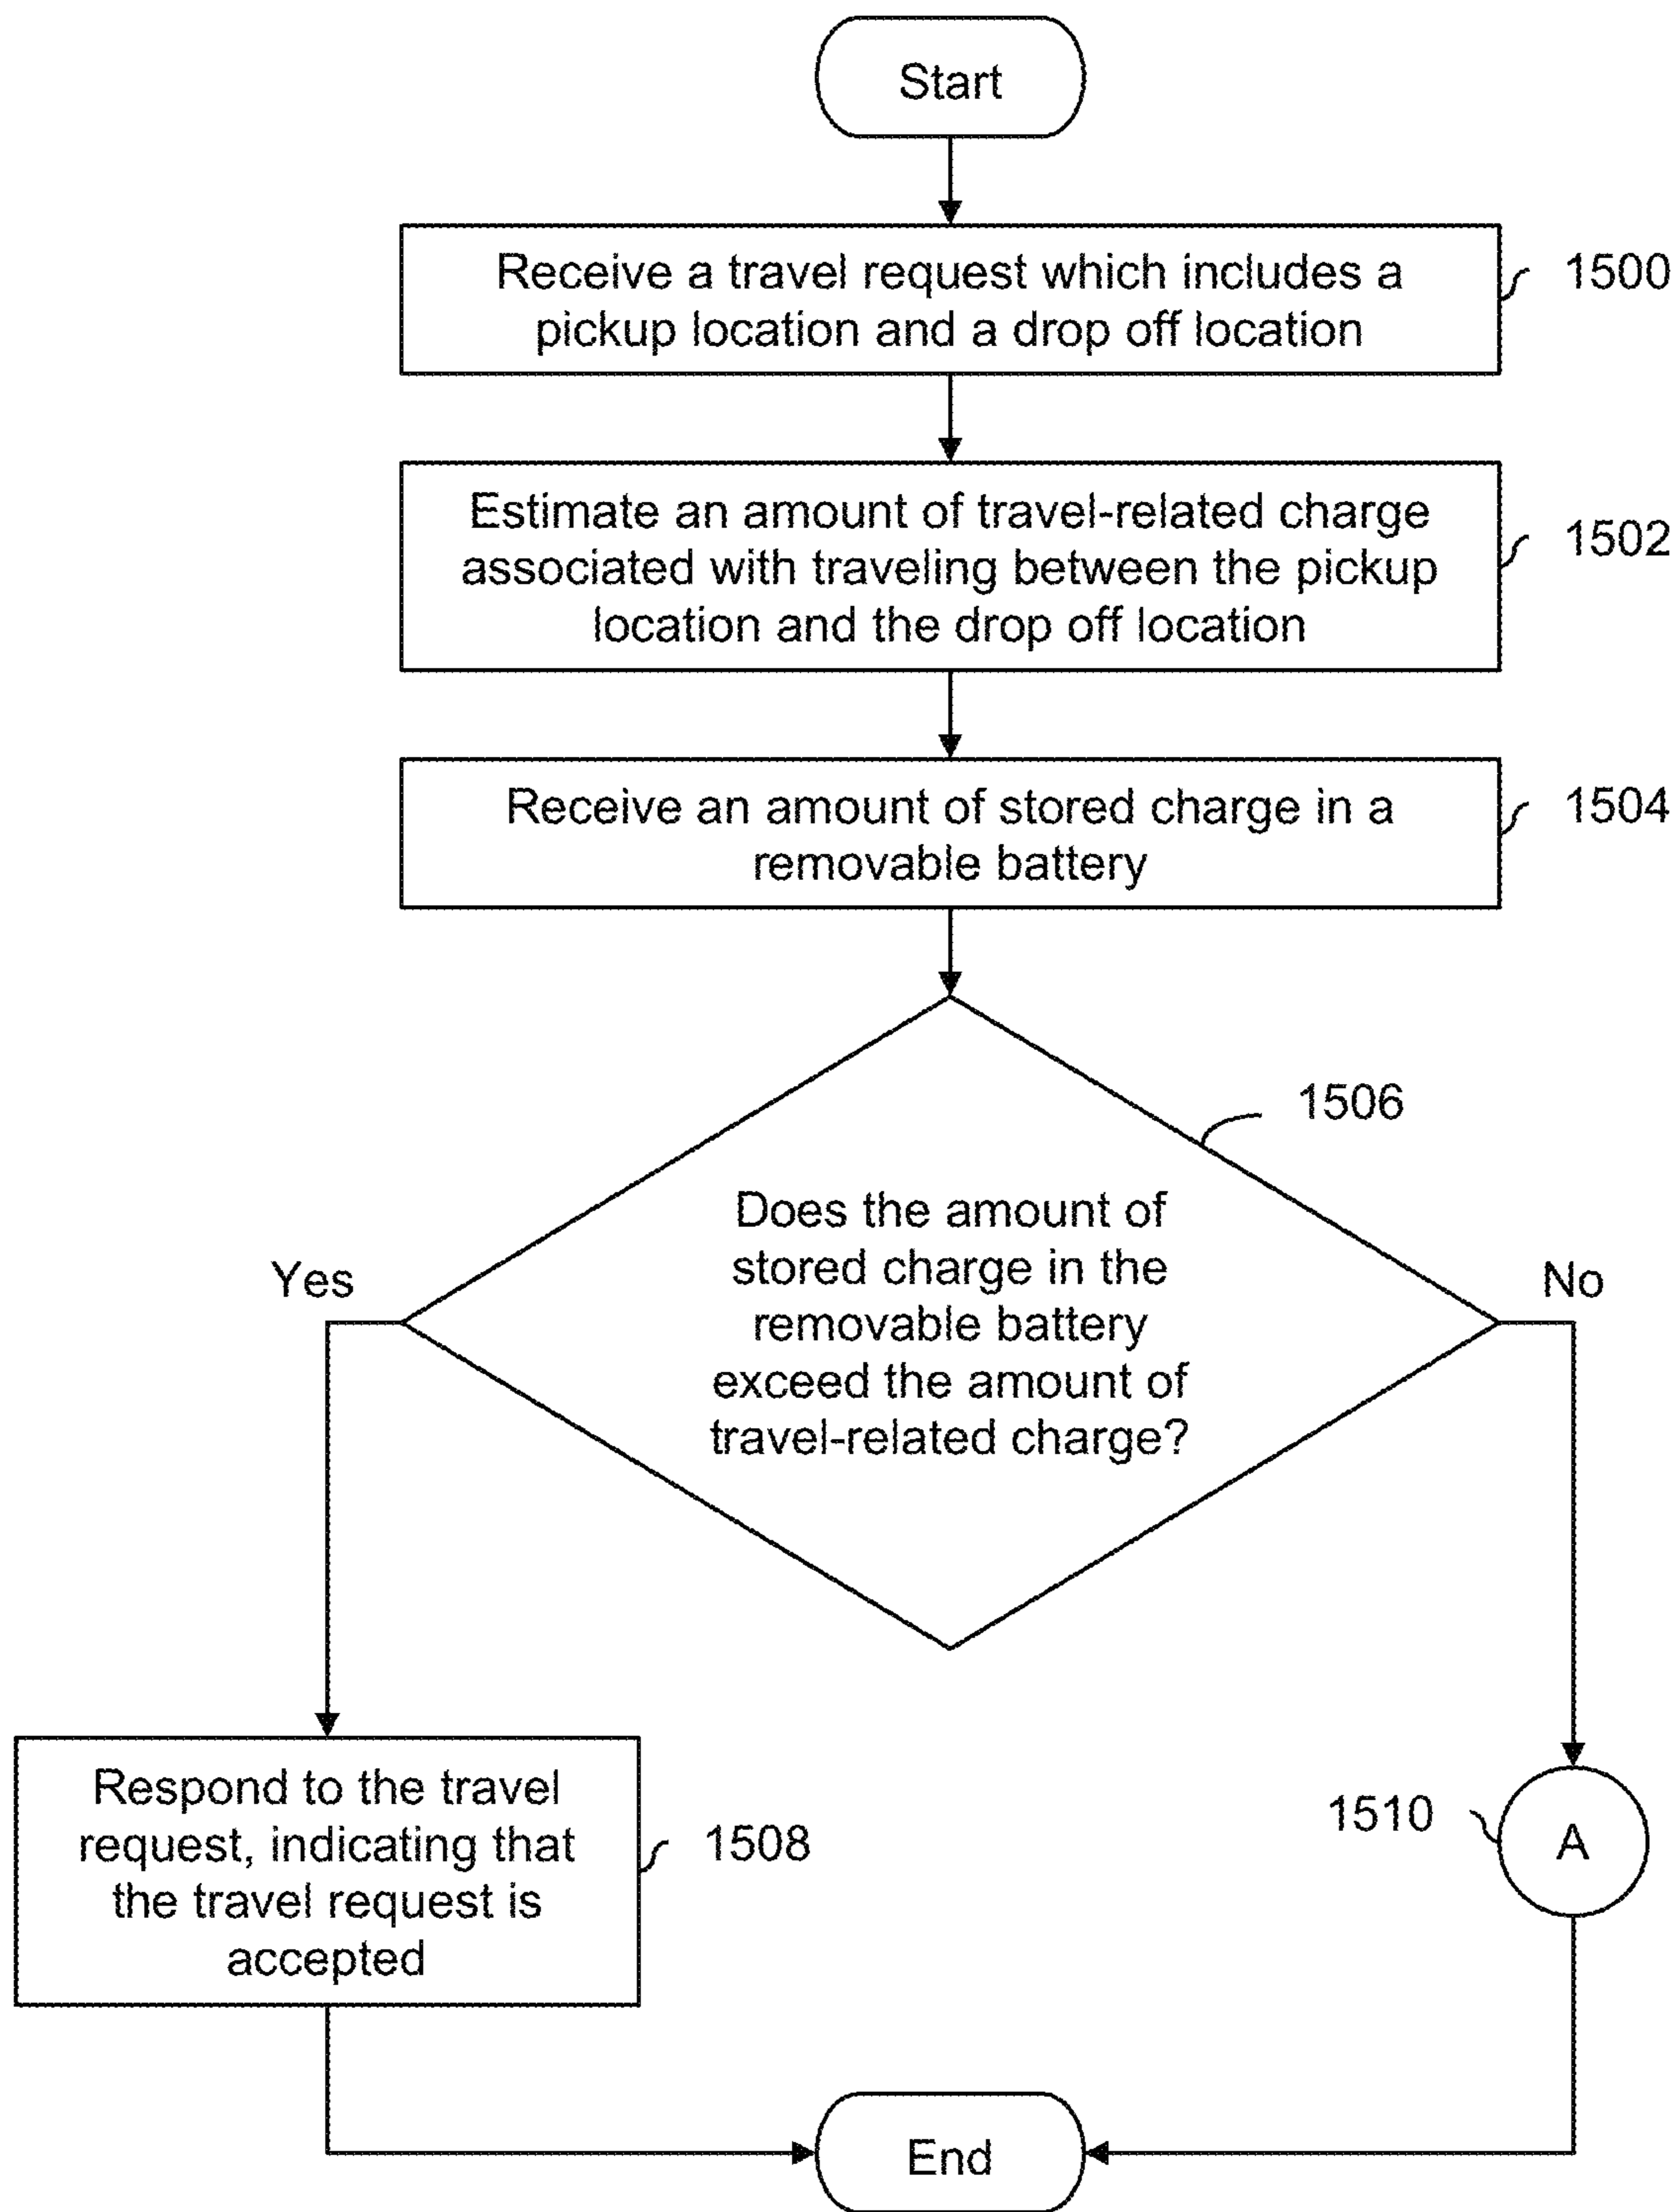 Start
Receive a travel request which includes a
pickup location and a drop off location
1500
Estimate an amount of travel-related charge
associated with traveling between the pickup
location and the drop off location
1502
Receive an amount of stored charge in a
removable battery
1504
1506
Does the amount of
stored charge in the
removable battery
exceed the amount of
travel-related charge?
Yes
No
Respond to the travel
request, indicating that
the travel request is
accepted
1508
1510
A
End